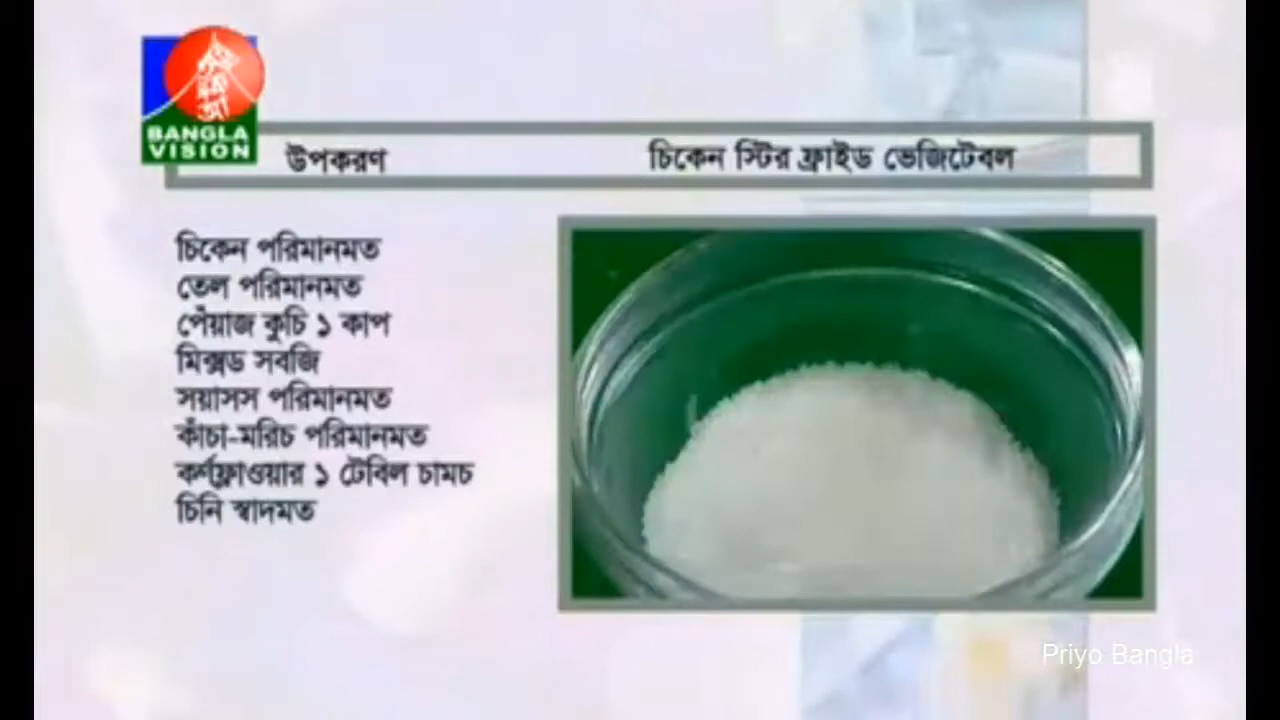 BANGLA
VISION
উপকরণ
চিকেন স্টির ফ্রাইড ভেজিটেবল
চিকেন পরিমানমত
তেল পরিমানমত
পেঁয়াজ কুচি ১ কাপ
মিক্সড সবজি
সয়াসস পরিমানমত
কাঁচা-মরিচ পরিমানমত
কর্ণফ্লাওয়ার ১ টেবিল চামচ
চিনি স্বাদমত
Priyo Bangla